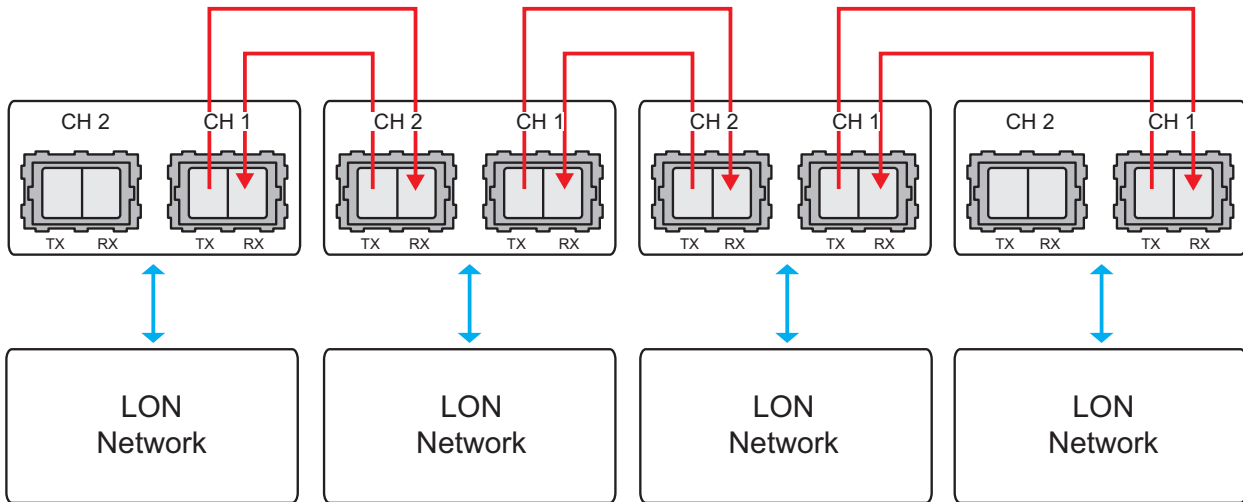 CH 2 CH 1 CH 2 CH 1 CH 2 CH 1 CH 2 CH 1
TX RX TX RX TX RX TX RX TX RX TX RX TX RX TX RX
LON
Network
LON
Network
LON
Network
LON
Network